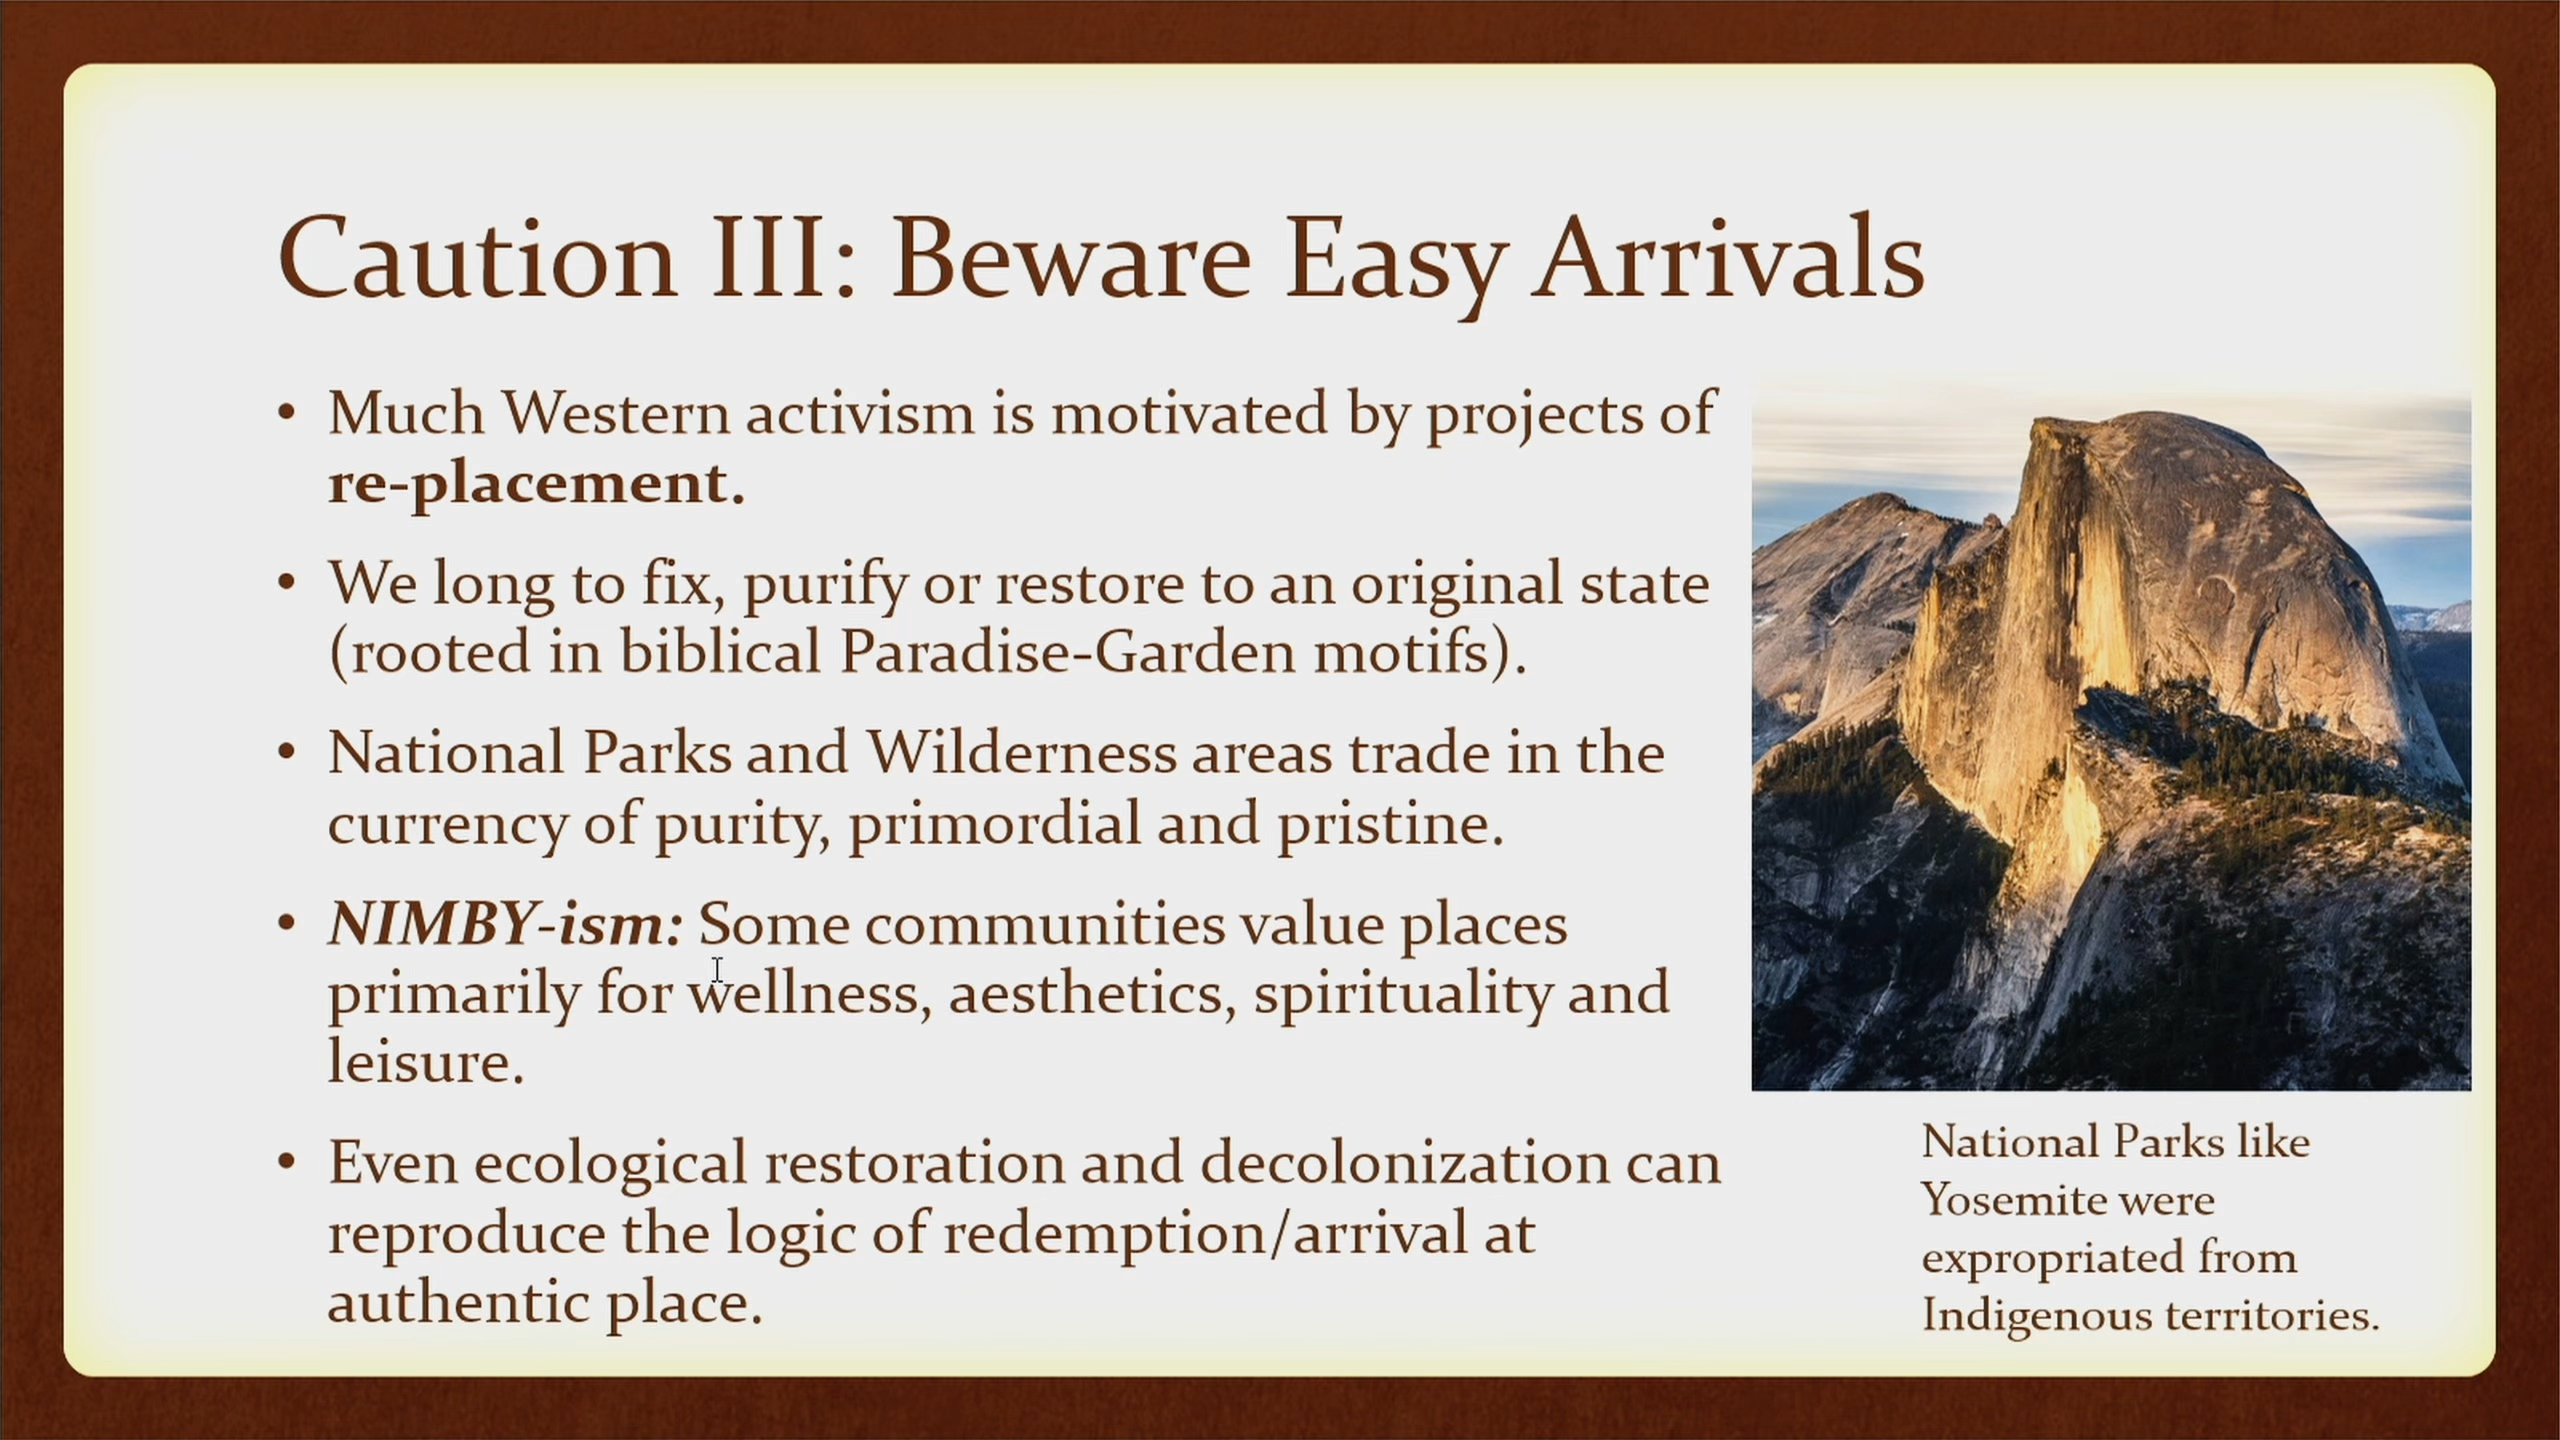 Caution III: Beware Easy Arrivals
• Much Western activism is motivated by projects of
re-placement.
• We long to fix, purify or restore to an original state
(rooted in biblical Paradise-Garden motifs).
• National Parks and Wilderness areas trade in the
currency of purity, primordial and pristine.
• NIMBY-ism: Some communities value places
primarily for wellness, aesthetics, spirituality and
leisure.
• Even ecological restoration and decolonization can
reproduce the logic of redemption/arrival at
authentic place.
National Parks like
Yosemite were
expropriated from
Indigenous territories.